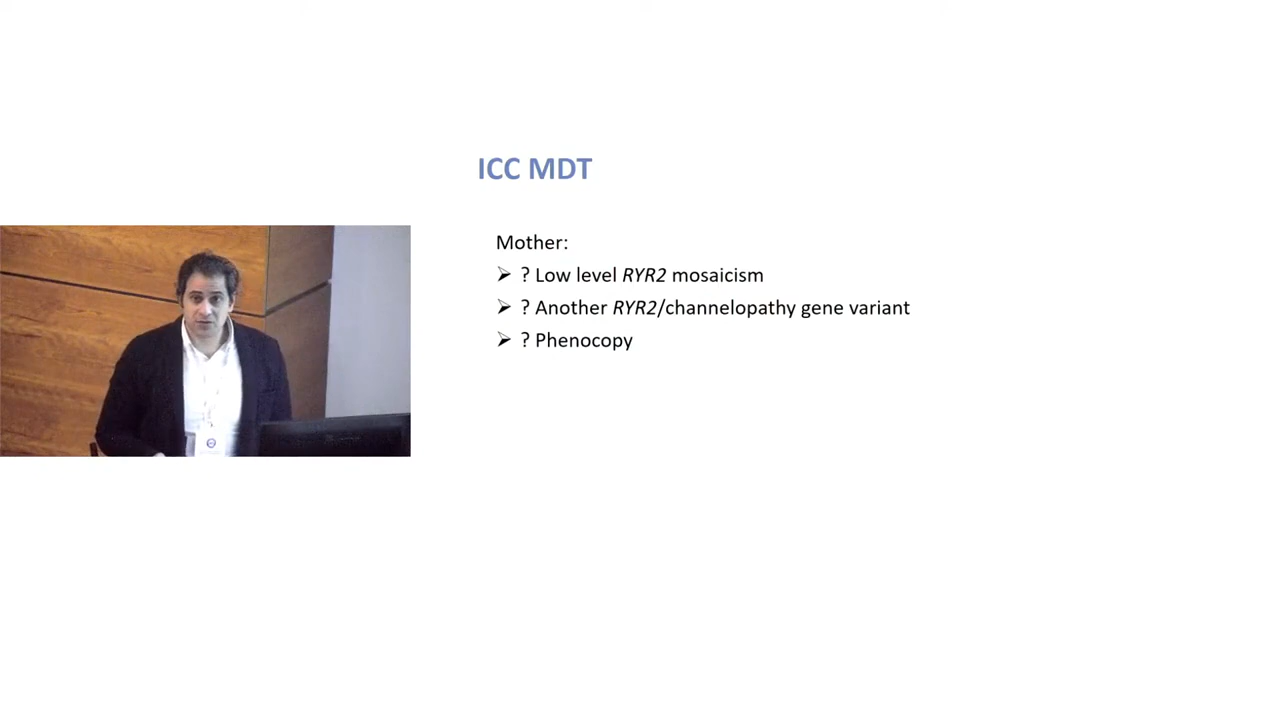 ICC MDT
Mother:
➢ ? Low level RYR2 mosaicism
➢ ? Another RYR2/channelopathy gene variant
➢ ? Phenocopy